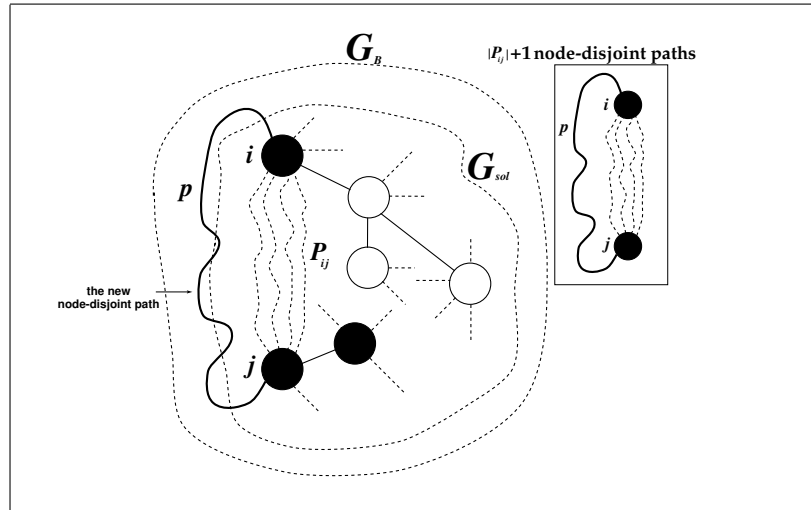 G_B
|P_ij|+1 node-disjoint paths
i
p
j
i
G_sol
p
P_ij
the new
node-disjoint path
j